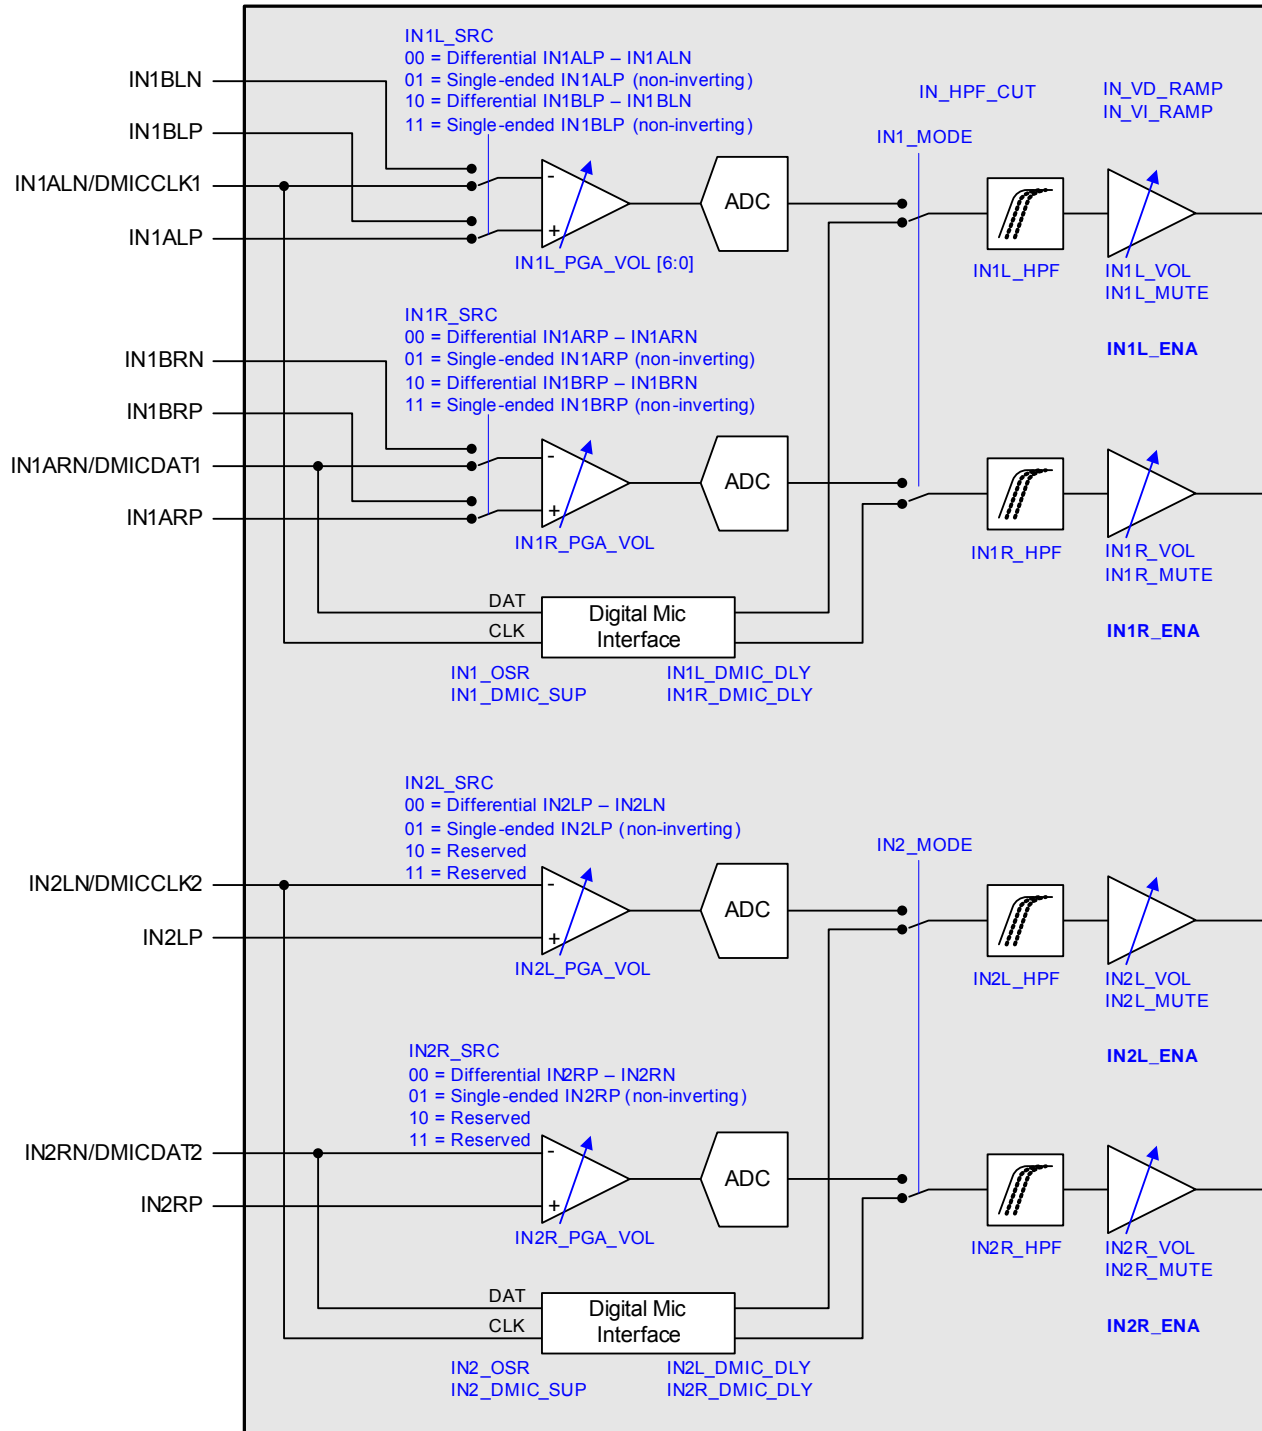 IN1L_SRC
00 = Differential IN1ALP – IN1ALN
01 = Single-ended IN1ALP (non-inverting)
10 = Differential IN1BLP – IN1BLN
11 = Single-ended IN1BLP (non-inverting)
IN_HPF_CUT
IN_VD_RAMP
IN_VI_RAMP
IN1_MODE
IN1BLN
IN1BLP
IN1ALN/DMICCLK1
IN1ALP
-
+
ADC
IN1L_PGA_VOL [6:0]
IN1L_HPF
IN1L_VOL
IN1L_MUTE
IN1L_ENA
IN1R_SRC
00 = Differential IN1ARP – IN1ARN
01 = Single-ended IN1ARP (non-inverting)
10 = Differential IN1BRP – IN1BRN
11 = Single-ended IN1BRP (non-inverting)
IN1BRN
IN1BRP
IN1ARN/DMICDAT1
IN1ARP
-
+
ADC
IN1R_PGA_VOL
IN1R_HPF
IN1R_VOL
IN1R_MUTE
IN1R_ENA
DAT
CLK
Digital Mic
Interface
IN1_OSR
IN1_DMIC_SUP
IN1L_DMIC_DLY
IN1R_DMIC_DLY
IN2L_SRC
00 = Differential IN2LP – IN2LN
01 = Single-ended IN2LP (non-inverting)
10 = Reserved
11 = Reserved
IN2_MODE
IN2LN/DMICCLK2
IN2LP
-
+
ADC
IN2L_PGA_VOL
IN2L_HPF
IN2L_VOL
IN2L_MUTE
IN2L_ENA
IN2R_SRC
00 = Differential IN2RP – IN2RN
01 = Single-ended IN2RP (non-inverting)
10 = Reserved
11 = Reserved
IN2RN/DMICDAT2
IN2RP
-
+
ADC
IN2R_PGA_VOL
IN2R_HPF
IN2R_VOL
IN2R_MUTE
IN2R_ENA
DAT
CLK
Digital Mic
Interface
IN2_OSR
IN2_DMIC_SUP
IN2L_DMIC_DLY
IN2R_DMIC_DLY